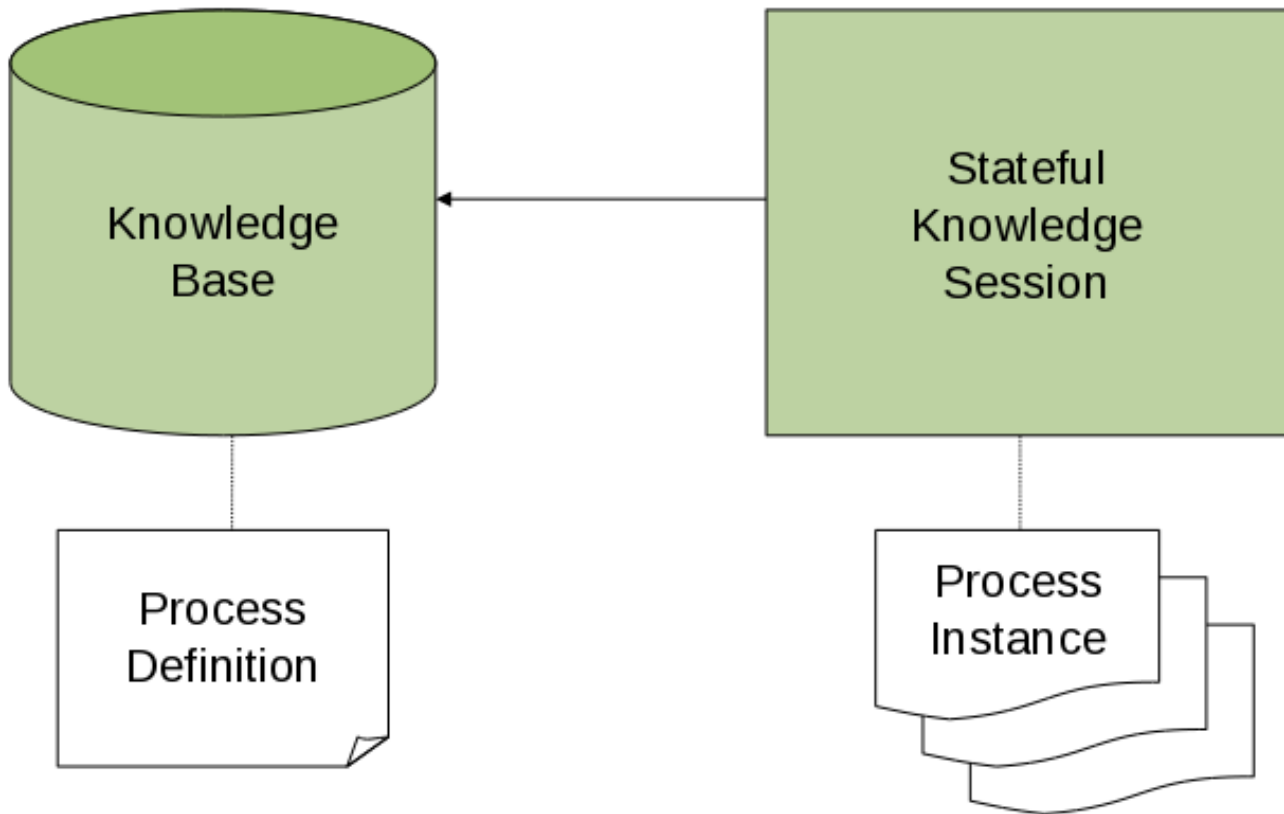 Knowledge
Base
Stateful
Knowledge
Session
Process
Definition
Process
Instance